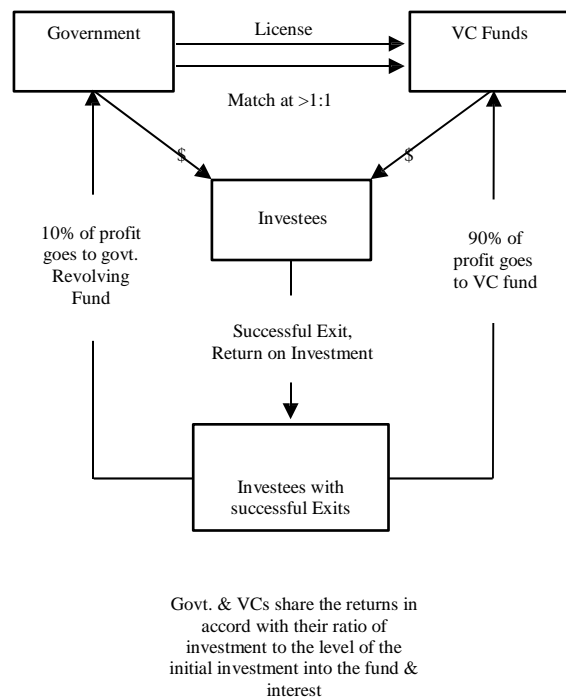 Government
License
VC Funds
Match at >1:1
$
$
Investees
10% of profit
goes to govt.
Revolving
Fund
90% of
profit goes
to VC fund
Successful Exit,
Return on Investment
Investees with
successful Exits
Govt. & VCs share the returns in
accord with their ratio of
investment to the level of the
initial investment into the fund &
interest